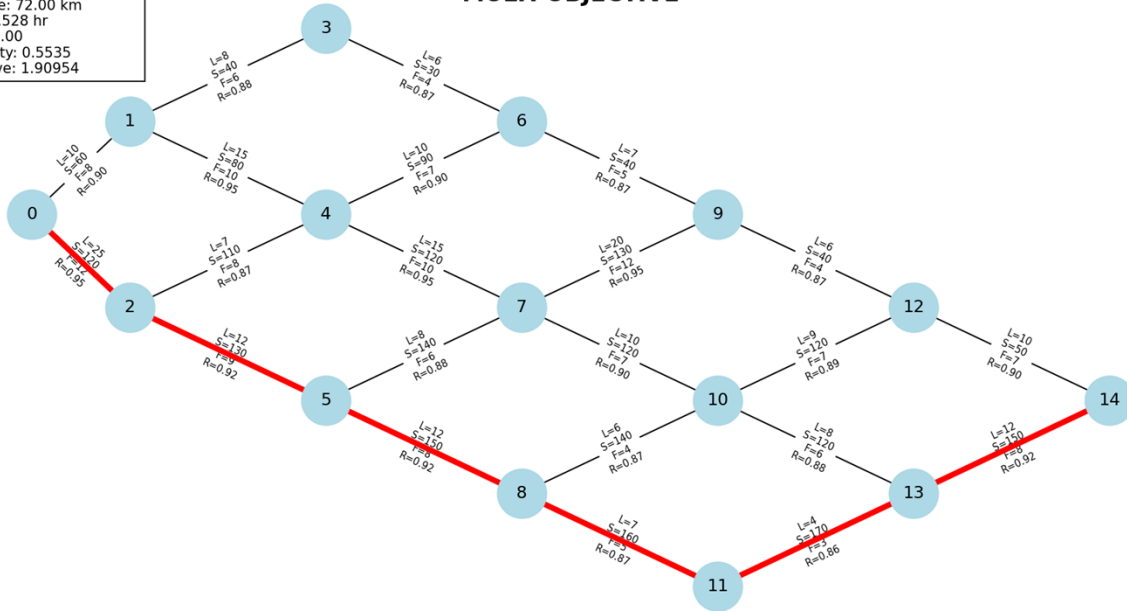 e: 72.00 km
.528 hr
.00
ty: 0.5535
ve: 1.90954
3
L=8
S=40
F=6
R=0.88
L=6
S=30
F=4
R=0.87
1
6
L=10
S=60
F=8
R=0.90
L=15
S=80
F=10
R=0.95
L=10
S=90
F=7
R=0.90
L=7
S=40
F=5
R=0.87
0
4
9
L=25
S=120
F=12
R=0.95
L=7
S=110
F=8
R=0.87
L=15
S=120
F=10
R=0.95
L=20
S=130
F=12
R=0.95
L=6
S=40
F=4
R=0.87
2
7
12
L=12
S=130
F=9
R=0.92
L=8
S=140
F=6
R=0.88
L=10
S=120
F=7
R=0.90
L=9
S=120
F=7
R=0.89
L=10
S=50
F=7
R=0.90
5
10
14
L=12
S=150
F=8
R=0.92
L=6
S=140
F=4
R=0.87
L=8
S=120
F=6
R=0.88
L=12
S=150
F=8
R=0.92
8
13
L=7
S=160
F=5
R=0.87
L=4
S=170
F=3
R=0.86
11